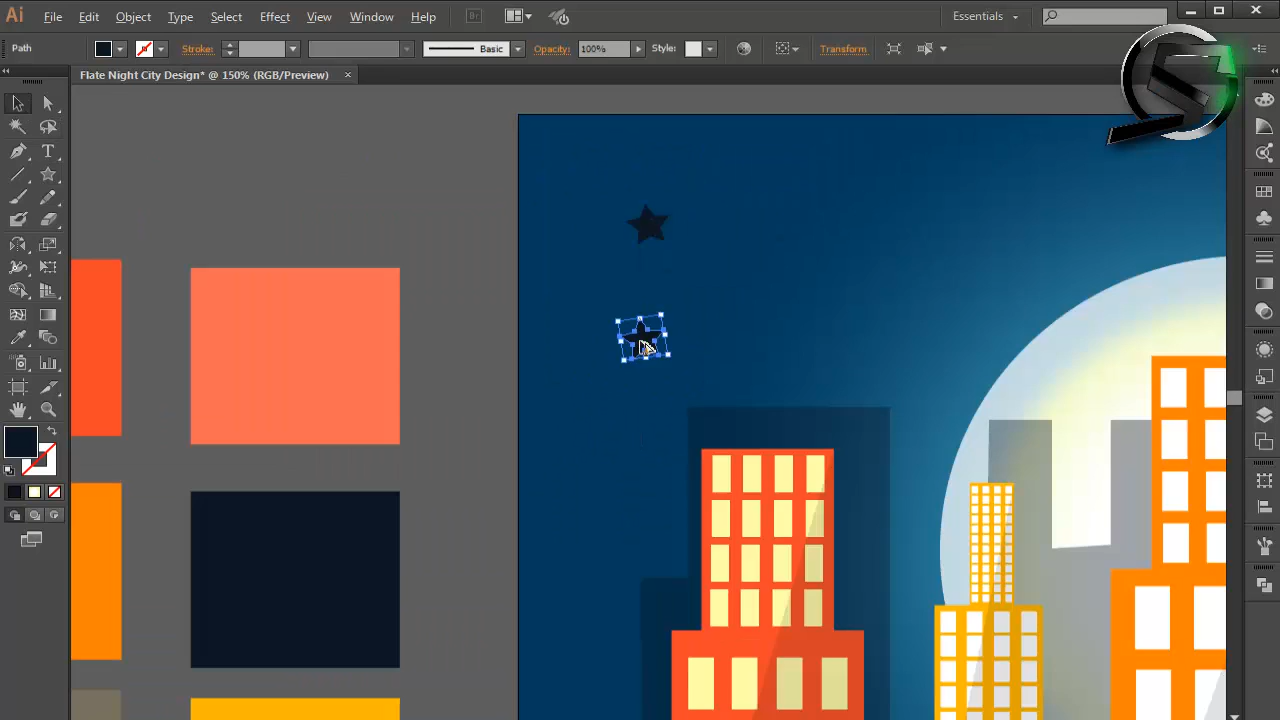 Ai File Edit Object Type Select Effect View Window Help Br Essentials
Path Stroke: Basic Opacity: 100% Style: Transform
Flate Night City Design* @ 150% (RGB/Preview) ×
T